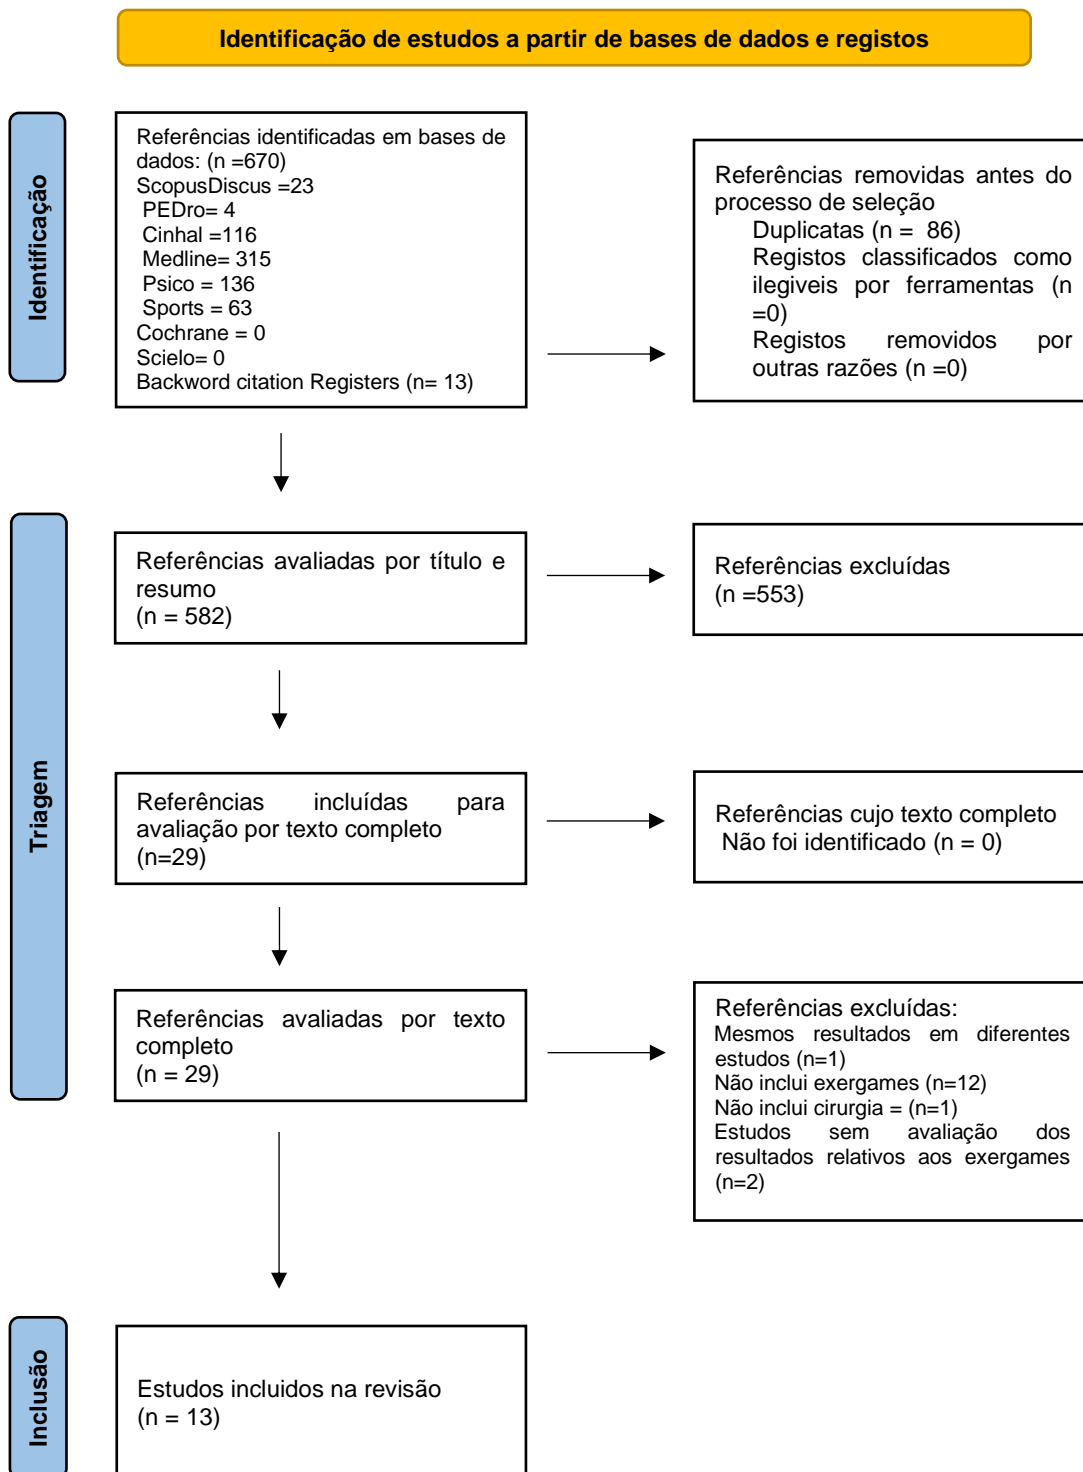 Identificação de estudos a partir de bases de dados e registos
Identificação
Referências identificadas em bases de
dados: (n =670)
ScopusDiscus =23
PEDro= 4
Cinhal =116
Medline= 315
Psico = 136
Sports = 63
Cochrane = 0
Scielo= 0
Backword citation Registers (n= 13)
Referências removidas antes do
processo de seleção
Duplicatas (n = 86)
Registos classificados como
ilegiveis por ferramentas (n
=0)
Registos removidos por
outras razões (n =0)
Triagem
Referências avaliadas por título e
resumo
(n = 582)
Referências excluídas
(n =553)
Referências incluídas para
avaliação por texto completo
(n=29)
Referências cujo texto completo
Não foi identificado (n = 0)
Referências avaliadas por texto
completo
(n = 29)
Referências excluídas:
Mesmos resultados em diferentes
estudos (n=1)
Não inclui exergames (n=12)
Não inclui cirurgia = (n=1)
Estudos sem avaliação dos
resultados relativos aos exergames
(n=2)
Inclusão
Estudos incluidos na revisão
(n = 13)